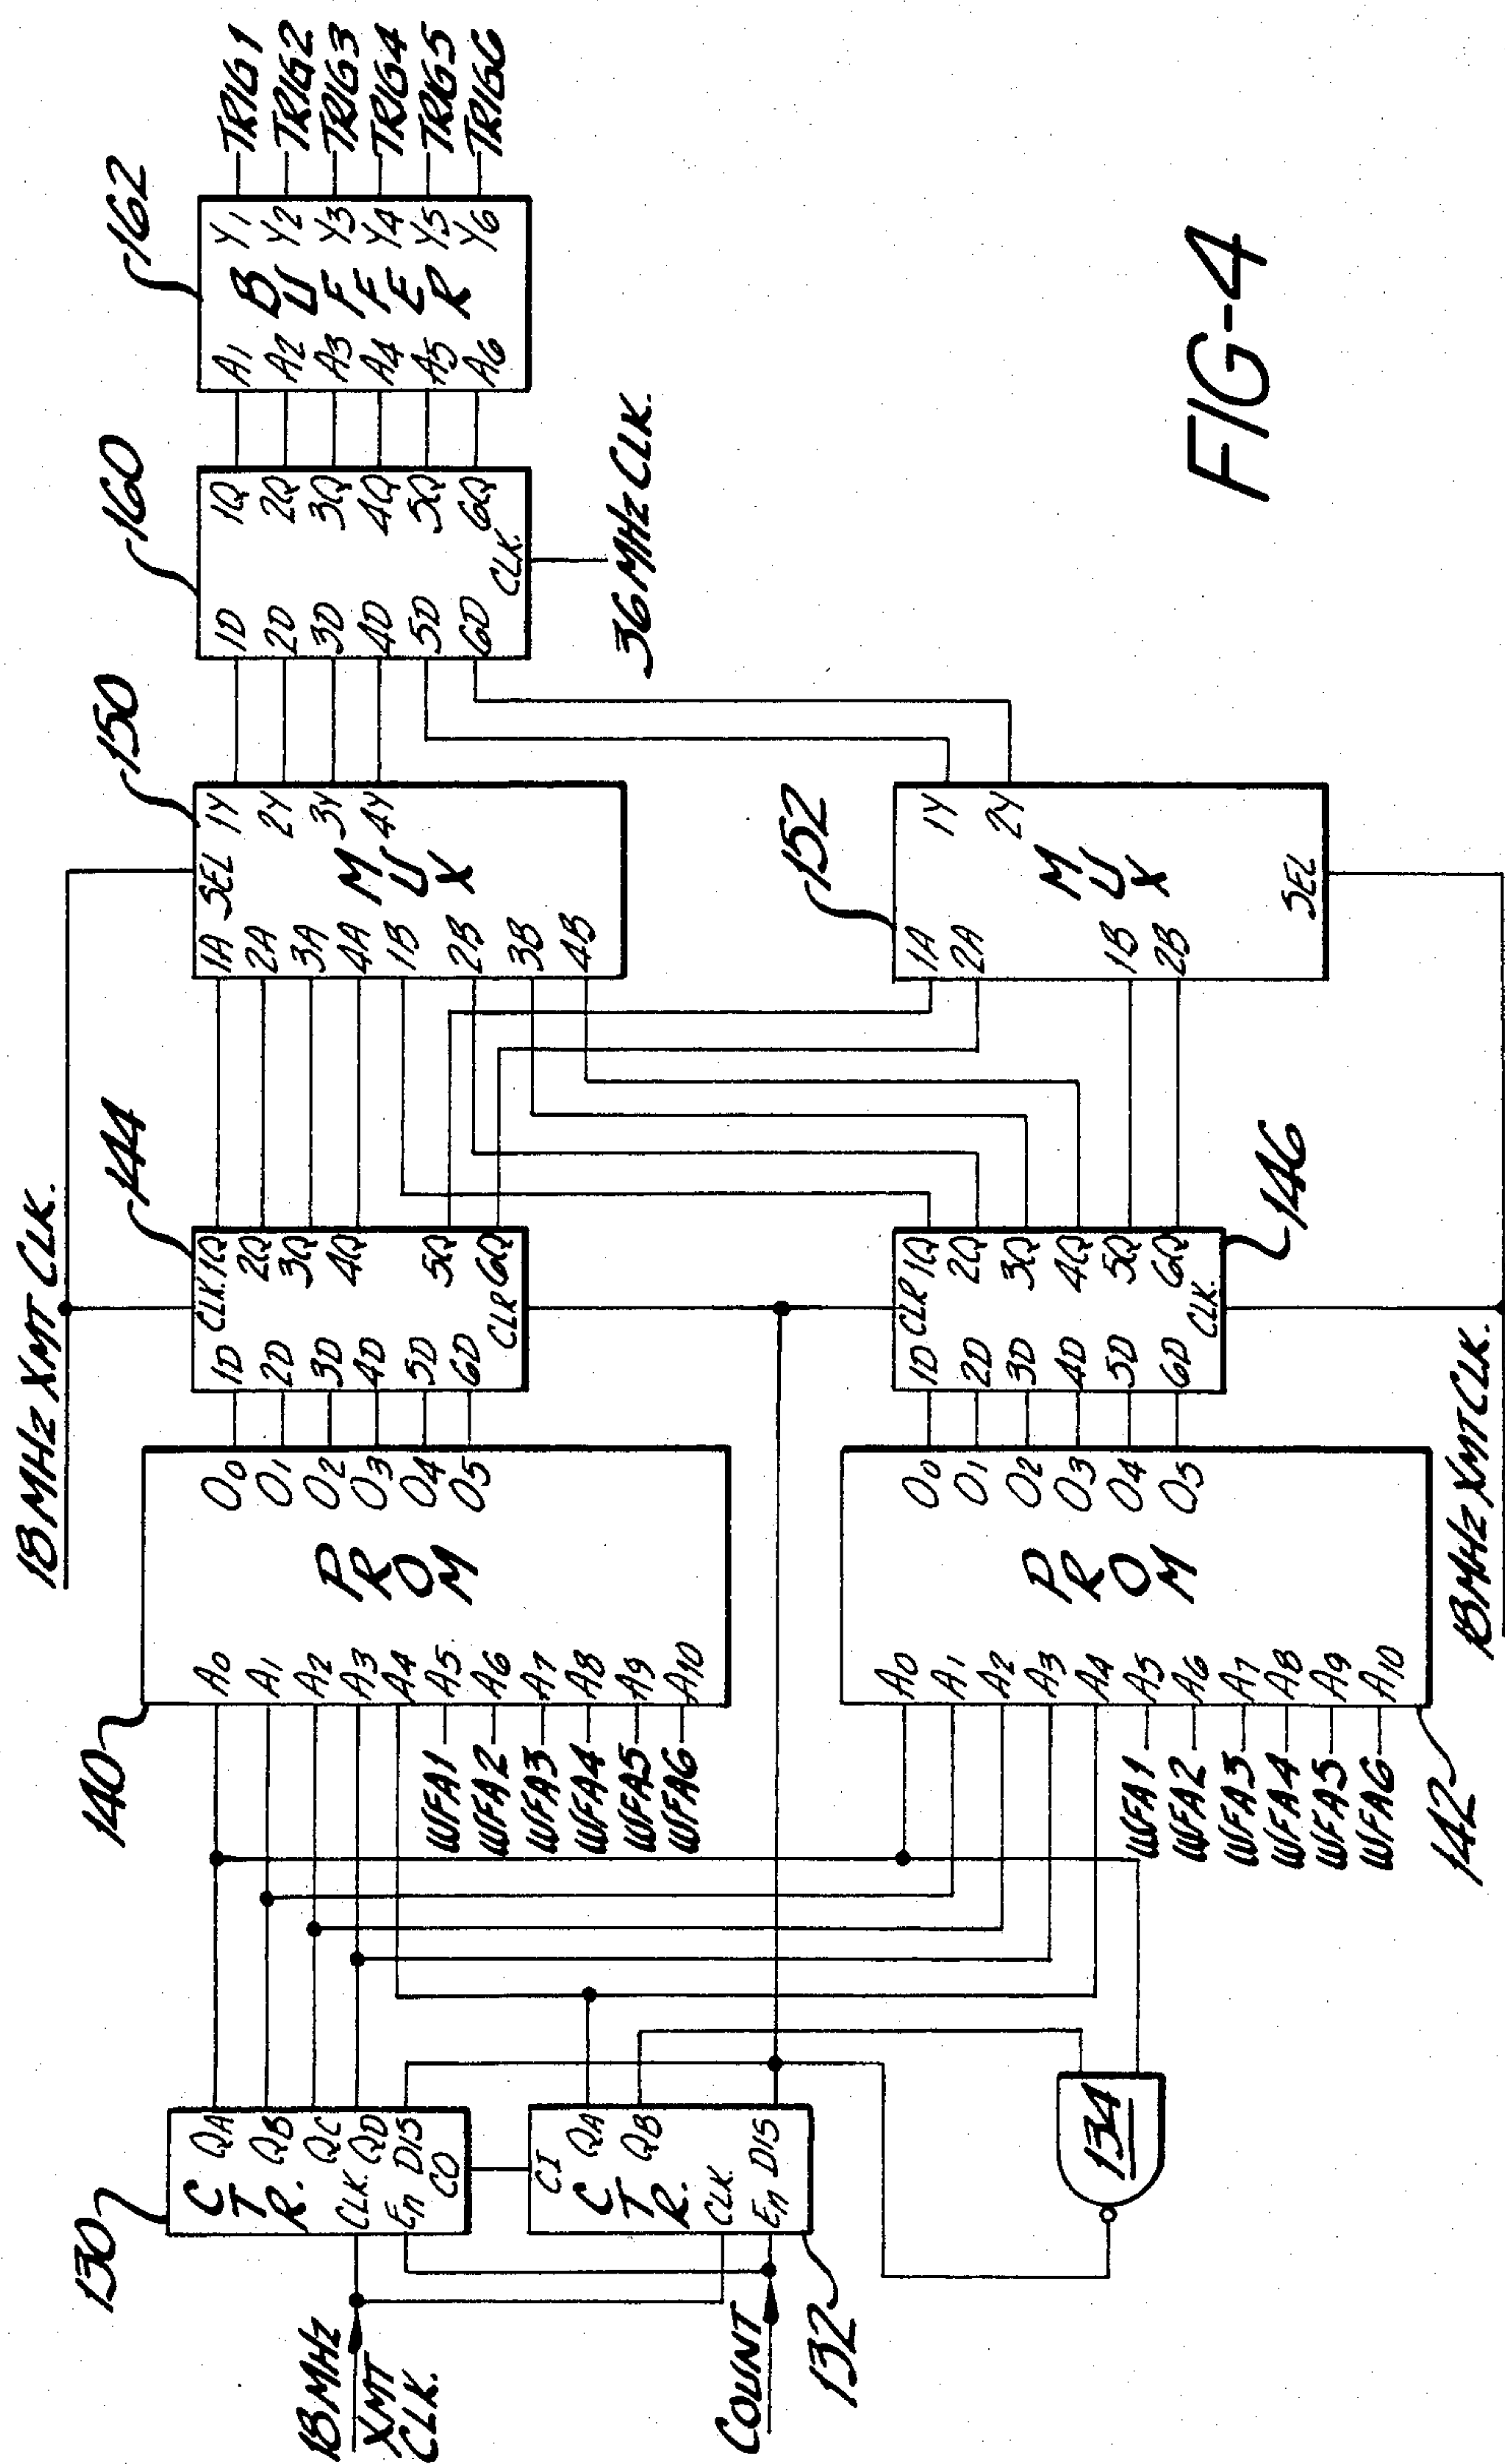 18 MHz XMT CLK.
COUNT
130
CTR.
QA
QB
QC
QD
CLK.
En
DIS
CO
132
CI
CTR.
QA
QB
CLK.
En
DIS
134
140
PROM
A0
A1
A2
A3
A4
A5
A6
A7
A8
A9
A10
WFA1
WFA2
WFA3
WFA4
WFA5
WFA6
O0
O1
O2
O3
O4
O5
142
PROM
A0
A1
A2
A3
A4
A5
A6
A7
A8
A9
A10
WFA1
WFA2
WFA3
WFA4
WFA5
WFA6
O0
O1
O2
O3
O4
O5
18 MHz XMT CLK.
144
CLK.
1D
2D
3D
4D
5D
6D
1Q
2Q
3Q
4Q
5Q
6Q
CLR
18 MHz XMT CLK.
146
CLR
1D
2D
3D
4D
5D
6D
1Q
2Q
3Q
4Q
5Q
6Q
CLK.
150
SEL
MUX
1A
2A
3A
4A
1B
2B
3B
4B
1Y
2Y
3Y
4Y
152
MUX
1A
2A
1B
2B
1Y
2Y
SEL
160
1D
2D
3D
4D
5D
6D
1Q
2Q
3Q
4Q
5Q
6Q
CLK.
36 MHz CLK.
162
BUFFER
A1
A2
A3
A4
A5
A6
Y1
Y2
Y3
Y4
Y5
Y6
TRIG1
TRIG2
TRIG3
TRIG4
TRIG5
TRIG6
FIG-4